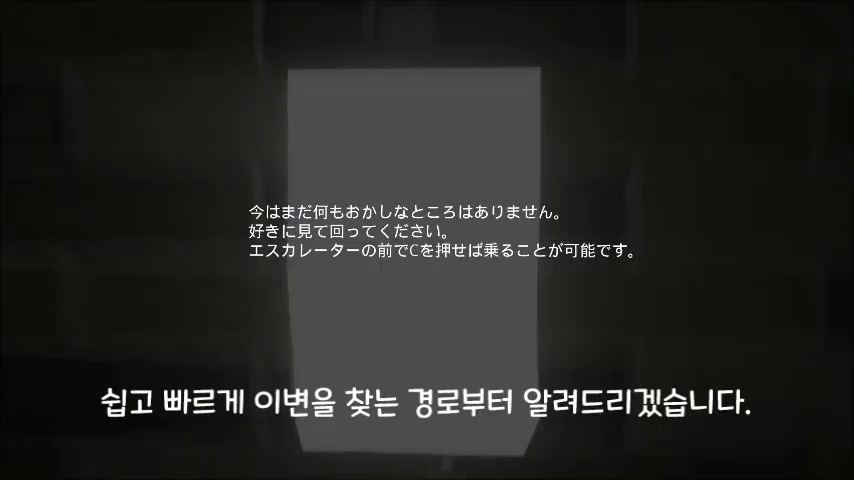 今はまだ何もおかしなところはありません。
好きに見て回ってください。
エスカレーターの前でCを押せば乗ることが可能です。
쉽고 빠르게 이변을 찾는 경로부터 알려드리겠습니다.